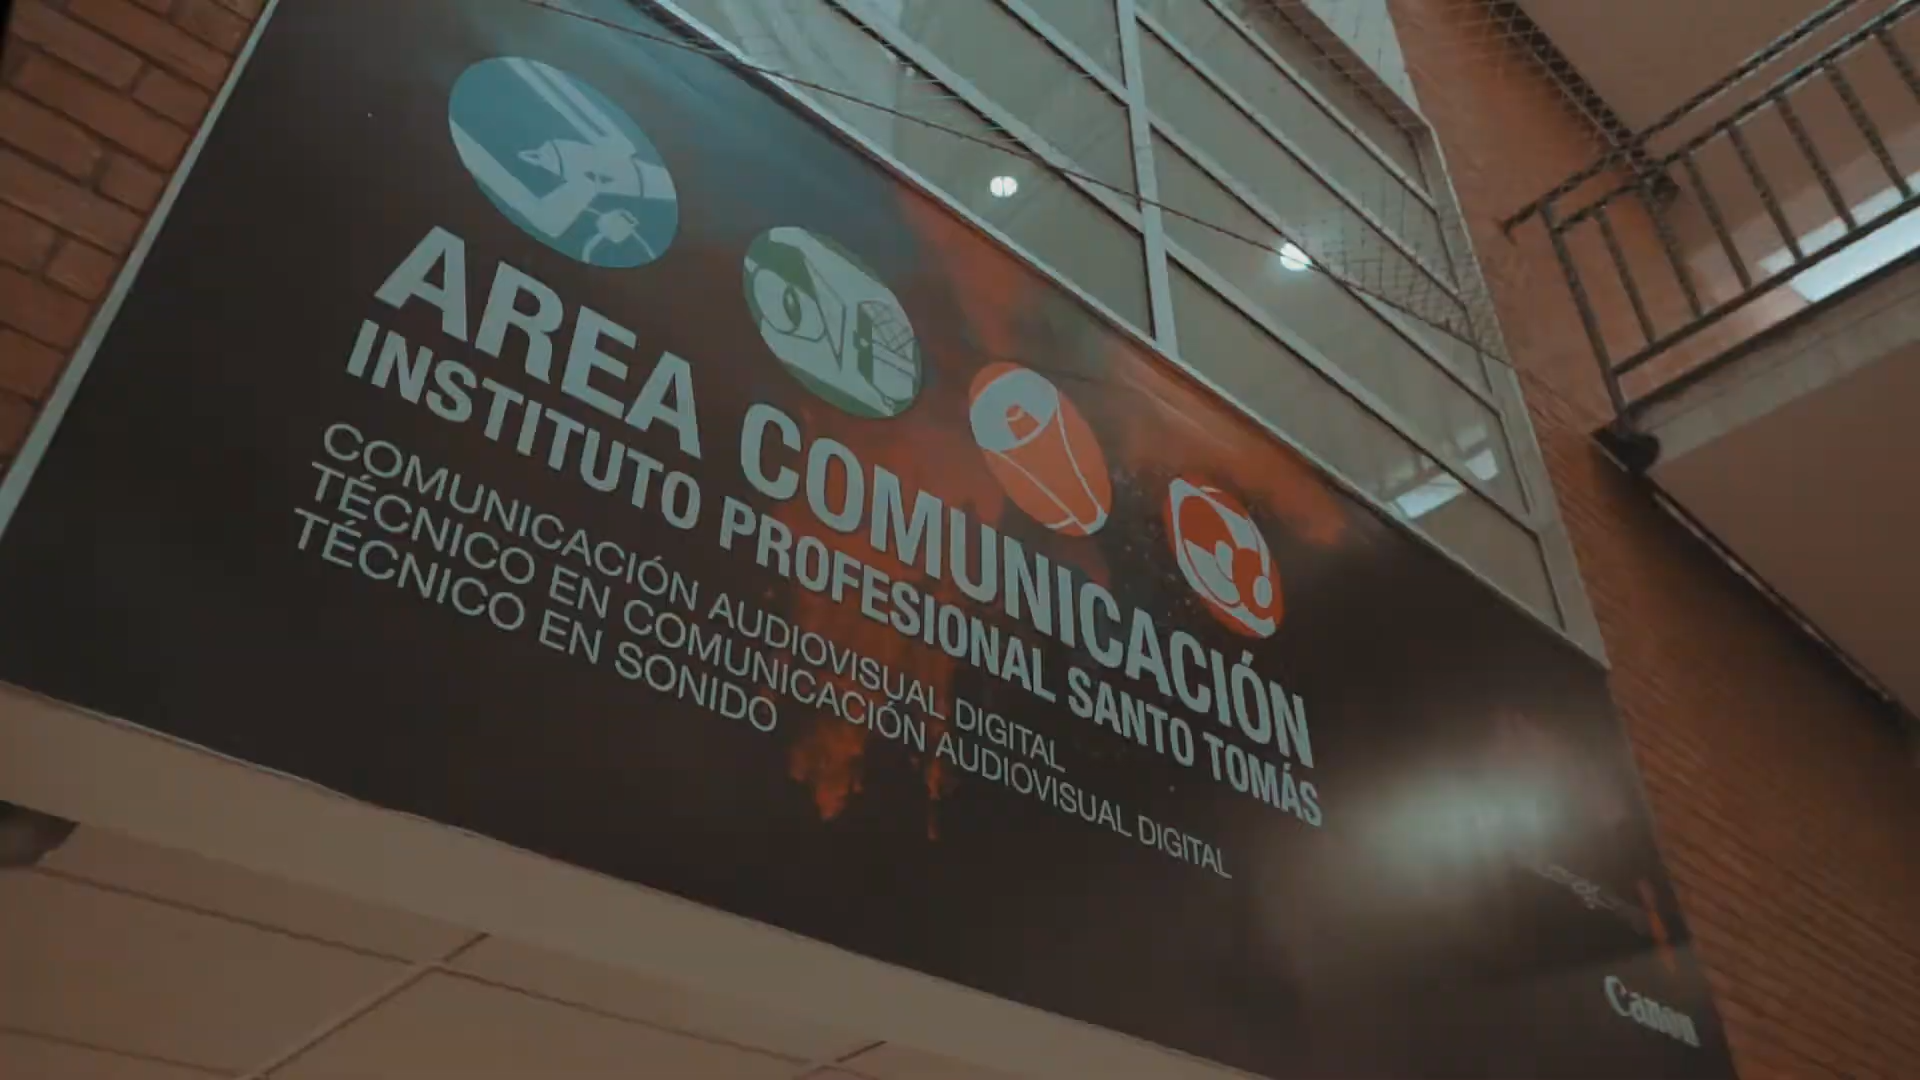 AREA COMUNICACIÓN
INSTITUTO PROFESIONAL SANTO TOMÁS
COMUNICACIÓN AUDIOVISUAL DIGITAL
TÉCNICO EN COMUNICACIÓN AUDIOVISUAL DIGITAL
TÉCNICO EN SONIDO
Canon